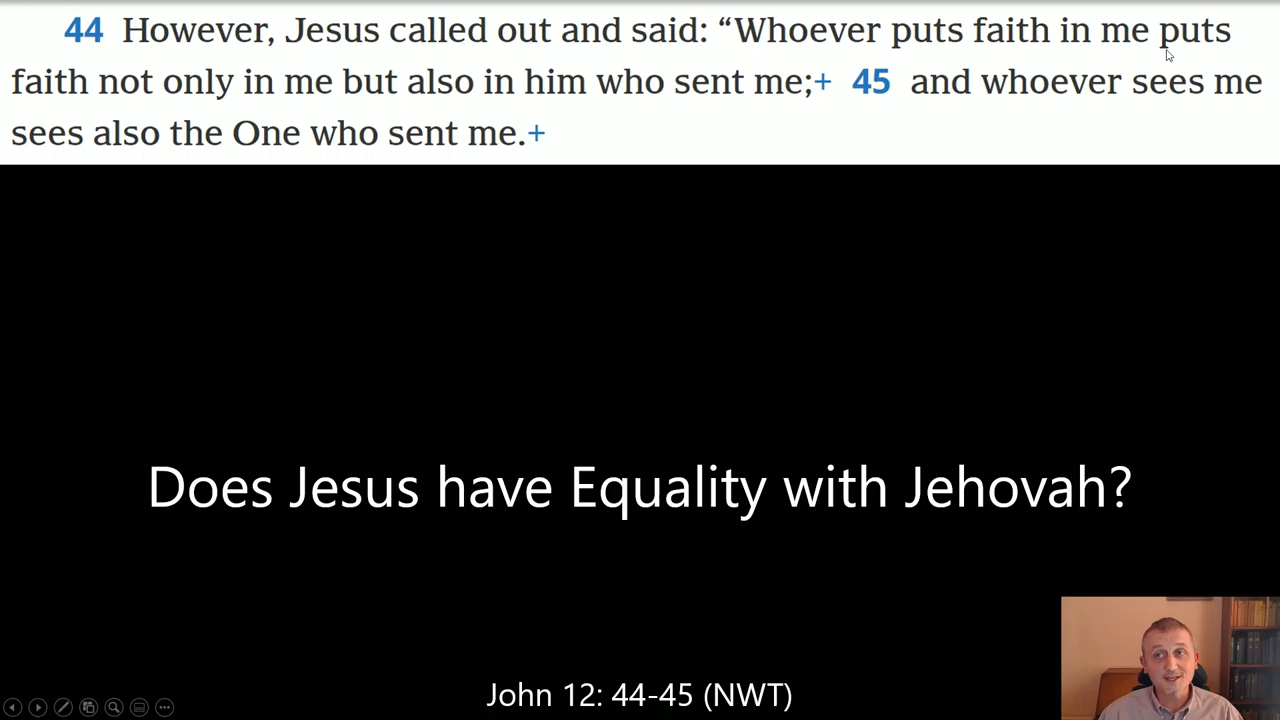 44 However, Jesus called out and said: “Whoever puts faith in me puts
faith not only in me but also in him who sent me;+ 45 and whoever sees me
sees also the One who sent me.+
Does Jesus have Equality with Jehovah?
John 12: 44-45 (NWT)